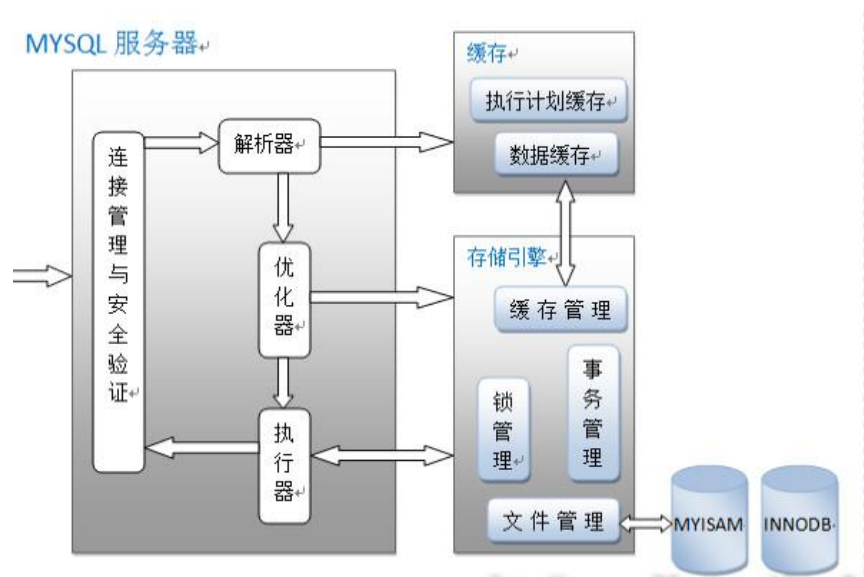 MYSQL 服务器
缓存
执行计划缓存
数据缓存
解析器
连接管理与安全验证
优化器
执行器
存储引擎
缓存管理
锁管理
事务管理
文件管理
MYISAM
INNODB